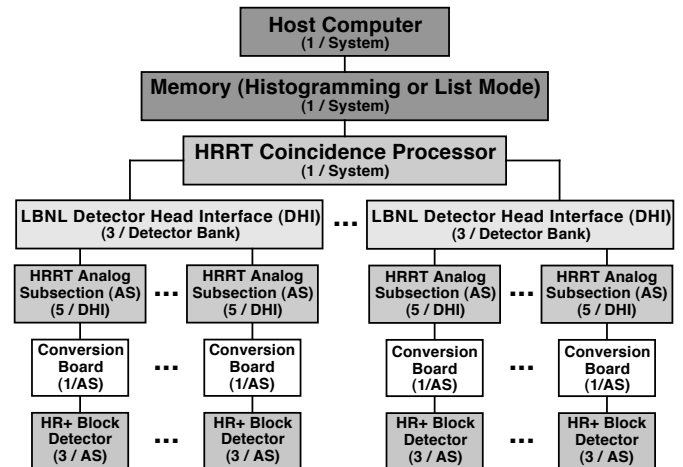 Host Computer
(1 / System)
Memory (Histogramming or List Mode)
(1 / System)
HRRT Coincidence Processor
(1 / System)
LBNL Detector Head Interface (DHI)
(3 / Detector Bank)
...
LBNL Detector Head Interface (DHI)
(3 / Detector Bank)
HRRT Analog
Subsection (AS)
(5 / DHI)
...
HRRT Analog
Subsection (AS)
(5 / DHI)
HRRT Analog
Subsection (AS)
(5 / DHI)
...
HRRT Analog
Subsection (AS)
(5 / DHI)
Conversion
Board
(1/AS)
...
Conversion
Board
(1/AS)
Conversion
Board
(1/AS)
...
Conversion
Board
(1/AS)
HR+ Block
Detector
(3 / AS)
...
HR+ Block
Detector
(3 / AS)
HR+ Block
Detector
(3 / AS)
...
HR+ Block
Detector
(3 / AS)